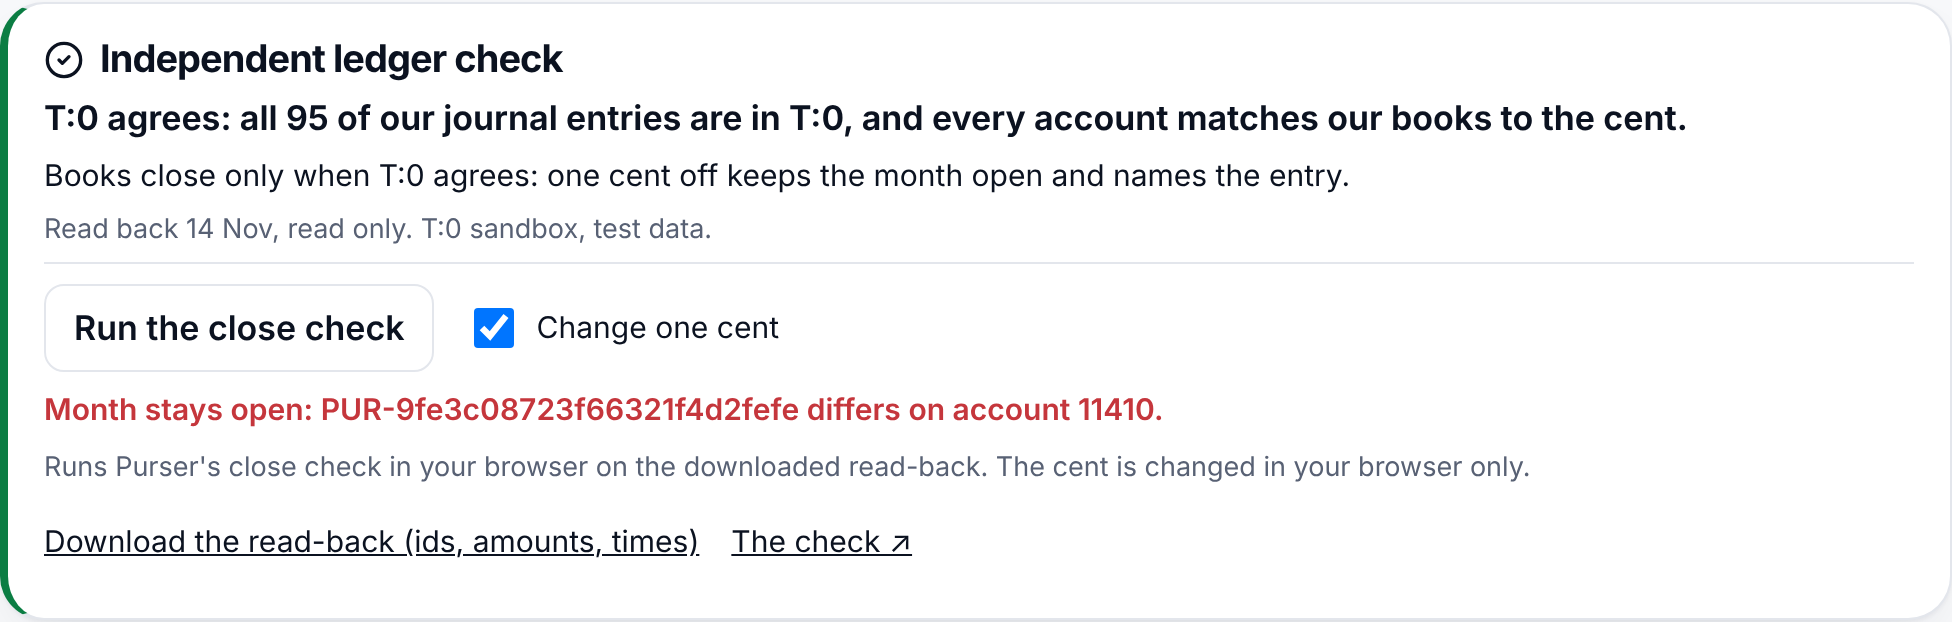 Independent ledger check
T:0 agrees: all 95 of our journal entries are in T:0, and every account matches our books to the cent.
Books close only when T:0 agrees: one cent off keeps the month open and names the entry.
Read back 14 Nov, read only. T:0 sandbox, test data.
Run the close check
Change one cent
Month stays open: PUR-9fe3c08723f66321f4d2fefe differs on account 11410.
Runs Purser's close check in your browser on the downloaded read-back. The cent is changed in your browser only.
Download the read-back (ids, amounts, times) The check ↗